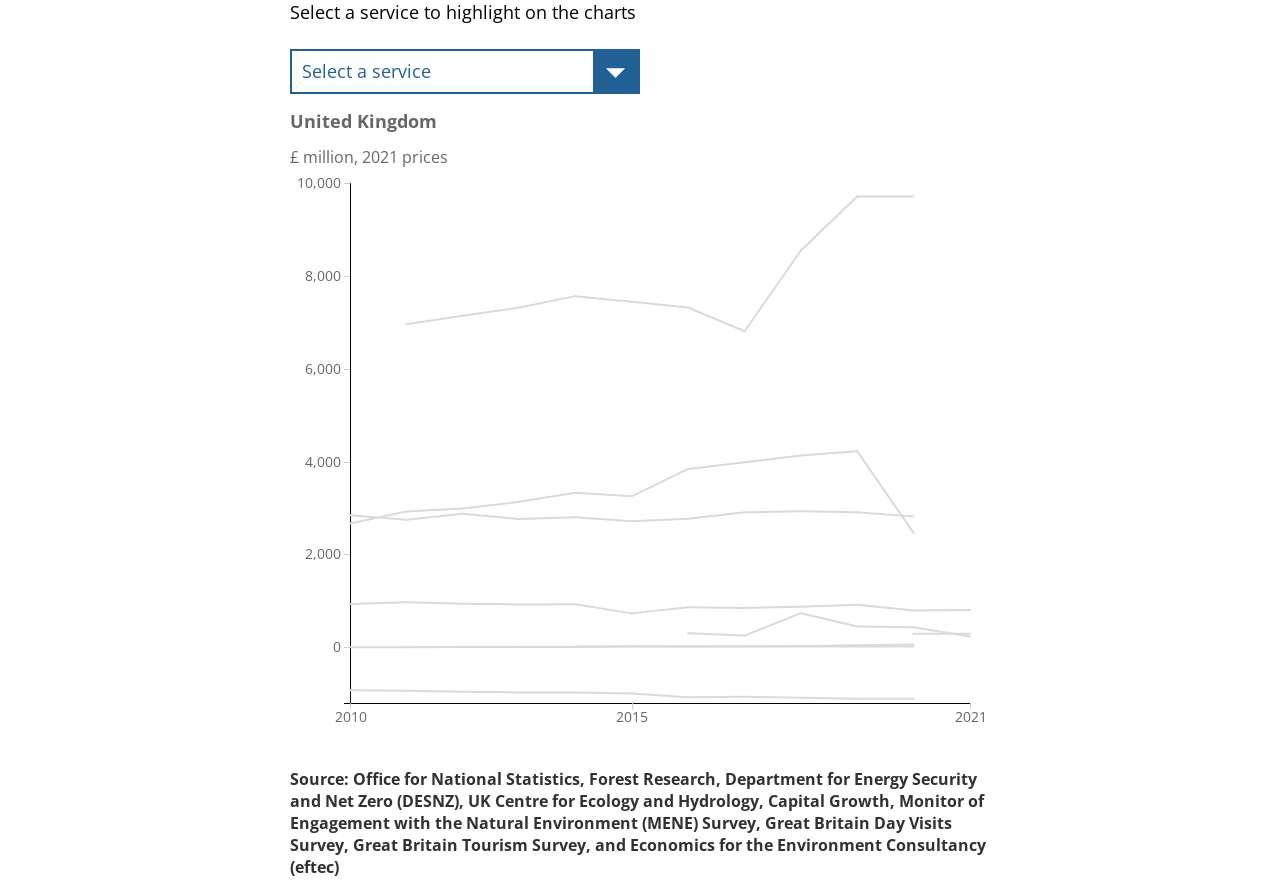 Select a service to highlight on the charts
Select a service
United Kingdom
£ million, 2021 prices
10,000
8,000
6,000
4,000
2,000
0
2010
2015
2021
Source: Office for National Statistics, Forest Research, Department for Energy Security
and Net Zero (DESNZ), UK Centre for Ecology and Hydrology, Capital Growth, Monitor of
Engagement with the Natural Environment (MENE) Survey, Great Britain Day Visits
Survey, Great Britain Tourism Survey, and Economics for the Environment Consultancy
(eftec)